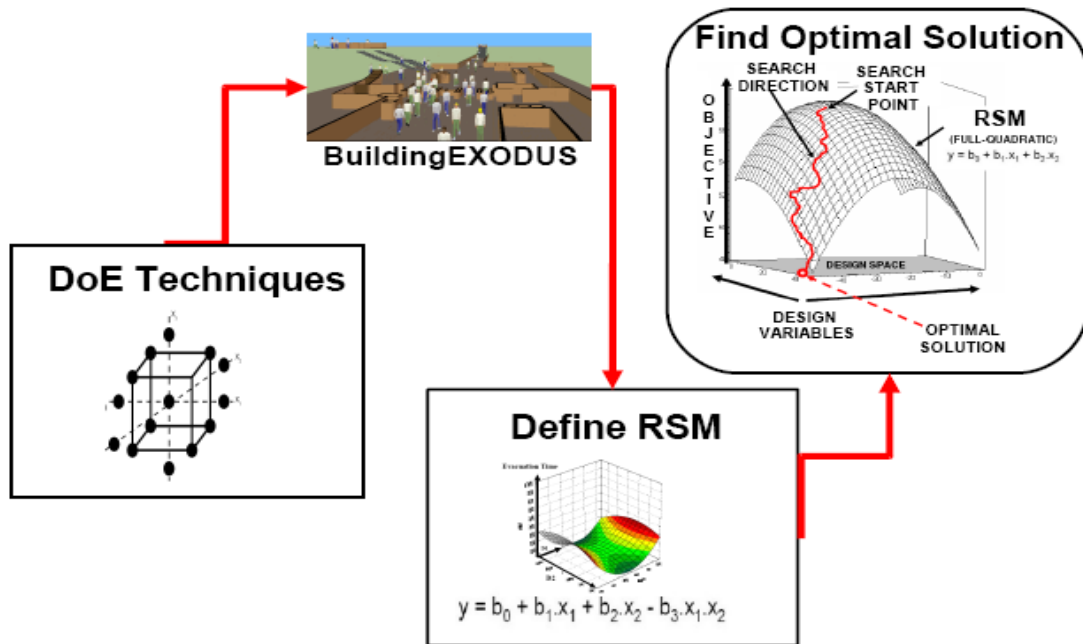 DoE Techniques
BuildingEXODUS
Define RSM
Evacuation Time
y = b₀ + b₁.x₁ + b₂.x₂ - b₃.x₁.x₂
Find Optimal Solution
SEARCH
DIRECTION
SEARCH
START
POINT
OBJECTIVE
RSM
(FULL-QUADRATIC)
y = b₀ + b₁.x₁ + b₂.x₂
DESIGN SPACE
DESIGN
VARIABLES
OPTIMAL
SOLUTION